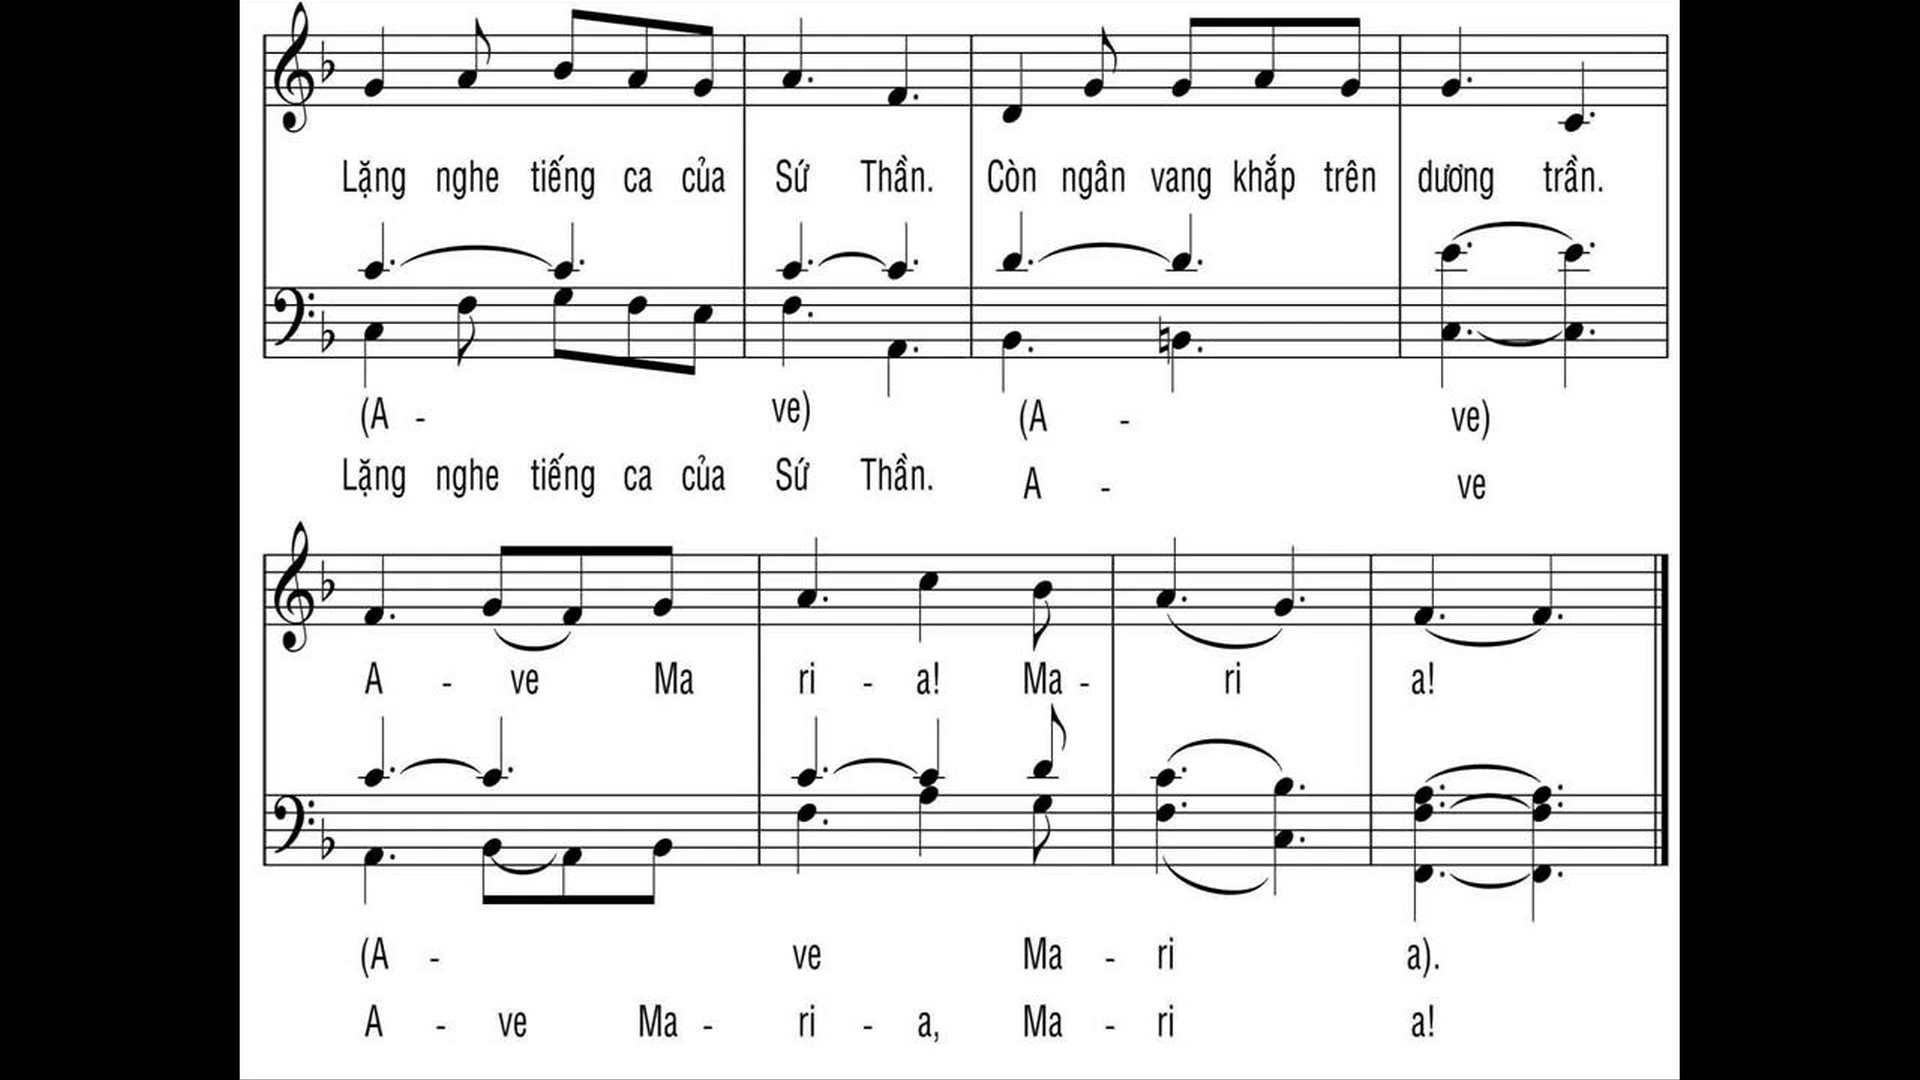 Lặng nghe tiếng ca của Sứ Thần. Còn ngân vang khắp trên dương trần.
(A - ve) (A - ve)
Lặng nghe tiếng ca của Sứ Thần. A - ve
A - ve Ma ri - a! Ma - ri a!
(A - ve Ma - ri a).
A - ve Ma - ri - a, Ma - ri a!